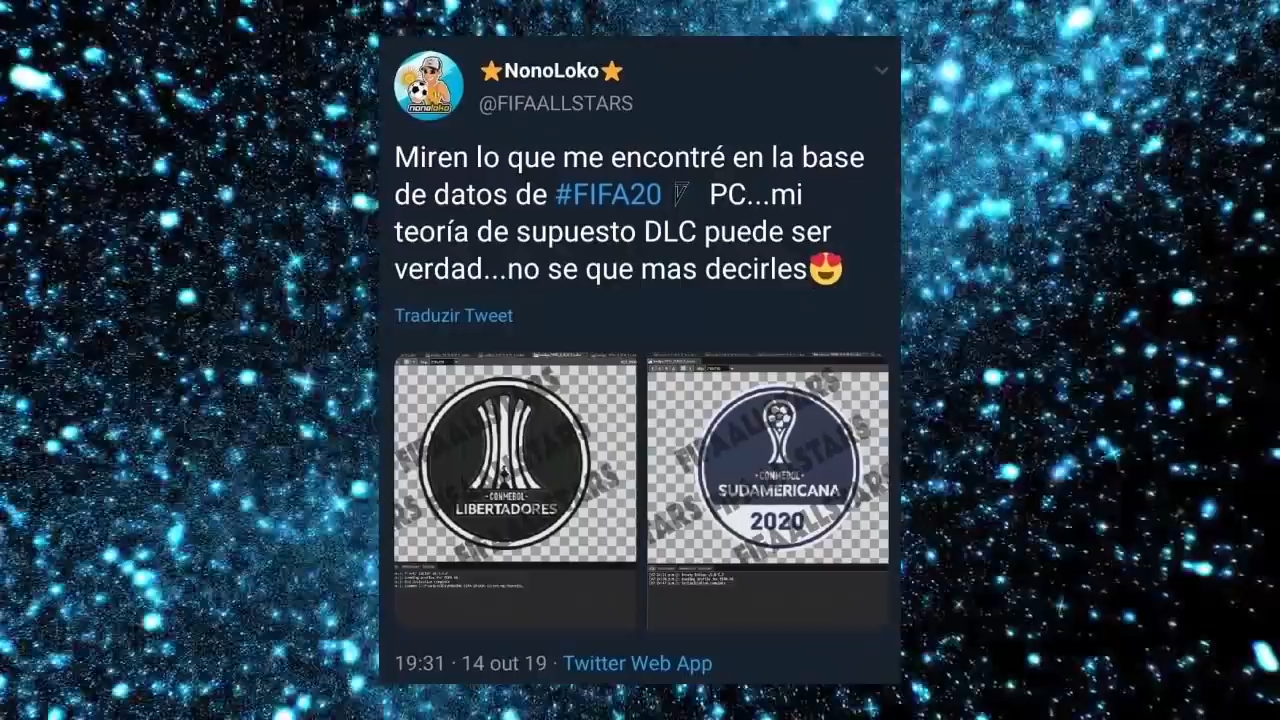 NonoLoko
@FIFAALLSTARS
Miren lo que me encontré en la base
de datos de #FIFA20 PC...mi
teoría de supuesto DLC puede ser
verdad...no se que mas decirles
Traduzir Tweet
FIFAALLSTARS
-CONMEBOL-
LIBERTADORES
FIFAALLSTARS
-CONMEBOL-
SUDAMERICANA
2020
19:31 · 14 out 19 · Twitter Web App